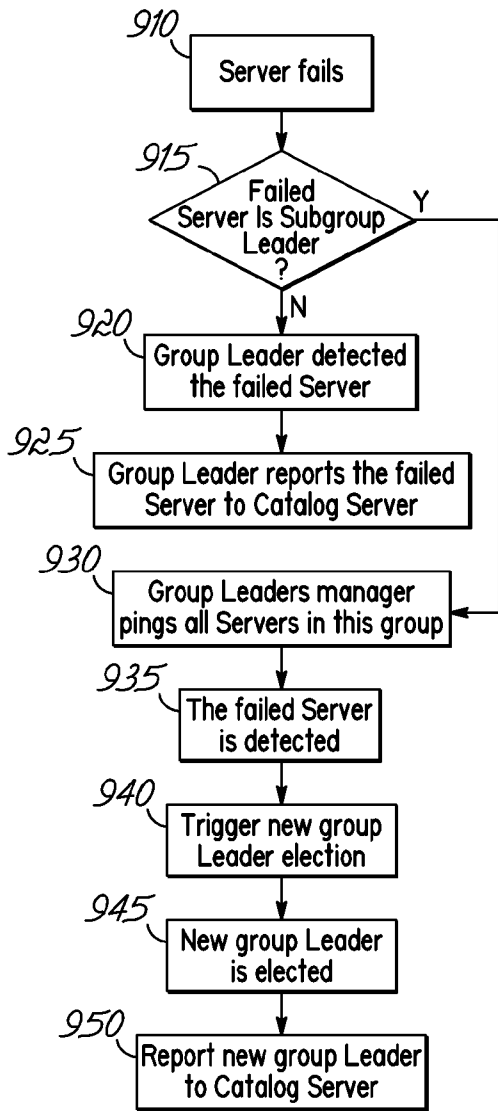 910
Server fails
915
Failed
Server Is Subgroup
Leader
?
Y
N
920
Group Leader detected
the failed Server
925
Group Leader reports the failed
Server to Catalog Server
930
Group Leaders manager
pings all Servers in this group
935
The failed Server
is detected
940
Trigger new group
Leader election
945
New group Leader
is elected
950
Report new group Leader
to Catalog Server